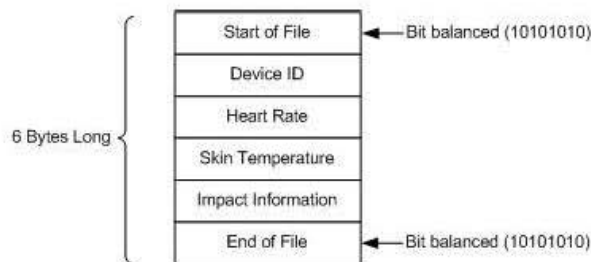 Start of File
Bit balanced (10101010)
Device ID
Heart Rate
6 Bytes Long
Skin Temperature
Impact Information
End of File
Bit balanced (10101010)